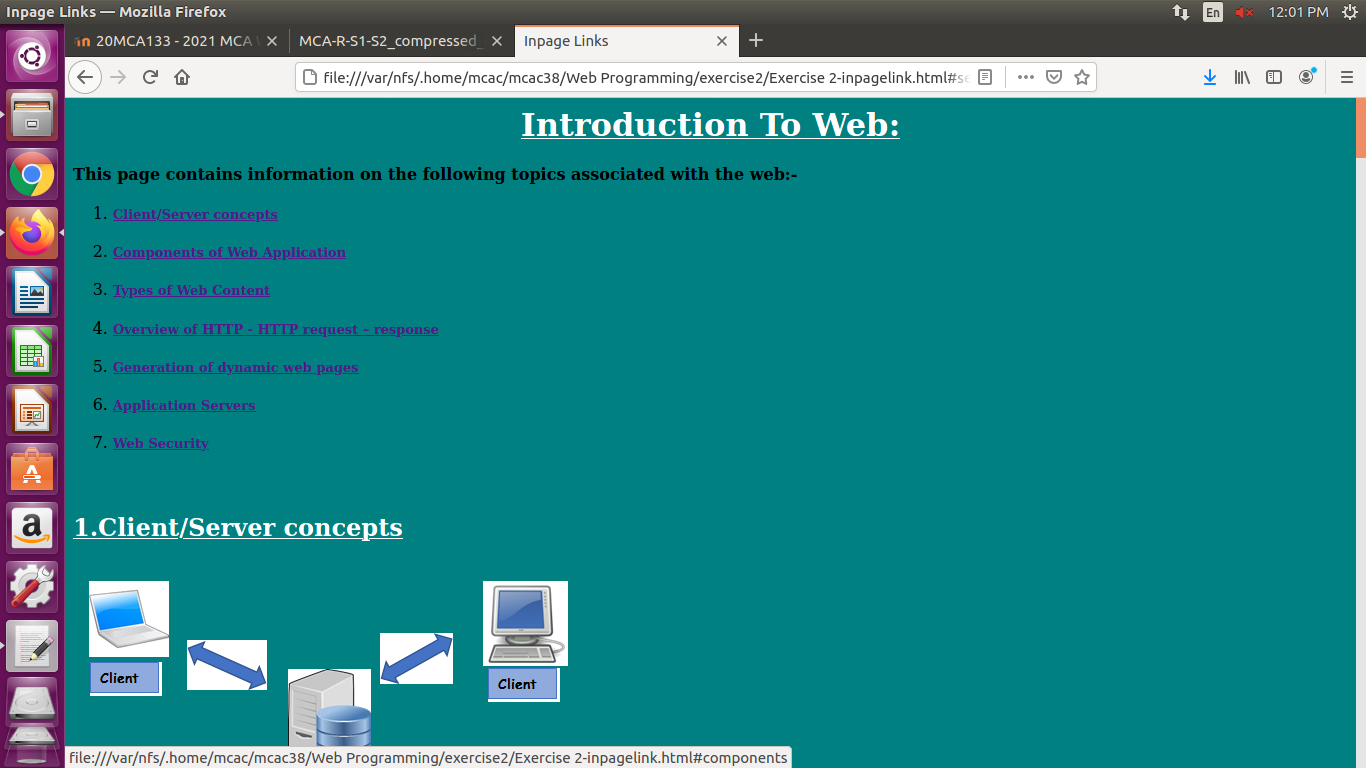 Inpage Links — Mozilla Firefox
En
12:01 PM
20MCA133 - 2021 MCA
MCA-R-S1-S2_compressed_
Inpage Links
file:///var/nfs/.home/mcac/mcac38/Web Programming/exercise2/Exercise 2-inpagelink.html#se
Introduction To Web:
This page contains information on the following topics associated with the web:-
1. Client/Server concepts
2. Components of Web Application
3. Types of Web Content
4. Overview of HTTP - HTTP request – response
5. Generation of dynamic web pages
6. Application Servers
7. Web Security
1.Client/Server concepts
Client
Client
file:///var/nfs/.home/mcac/mcac38/Web Programming/exercise2/Exercise 2-inpagelink.html#components